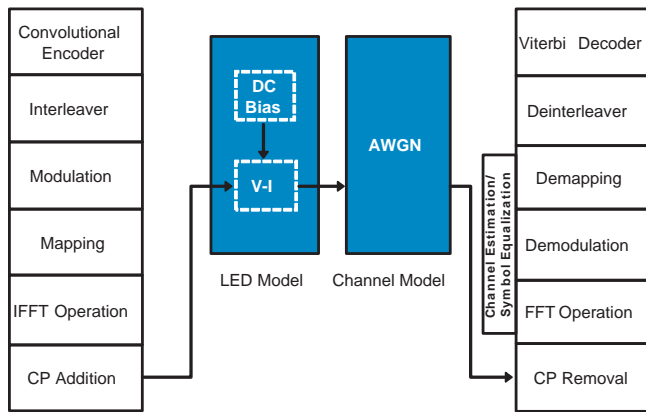 Convolutional
Encoder
Interleaver
Modulation
Mapping
IFFT Operation
CP Addition
DC
Bias
V-I
LED Model
AWGN
Channel Model
Channel Estimation/
Symbol Equalization
Viterbi Decoder
Deinterleaver
Demapping
Demodulation
FFT Operation
CP Removal